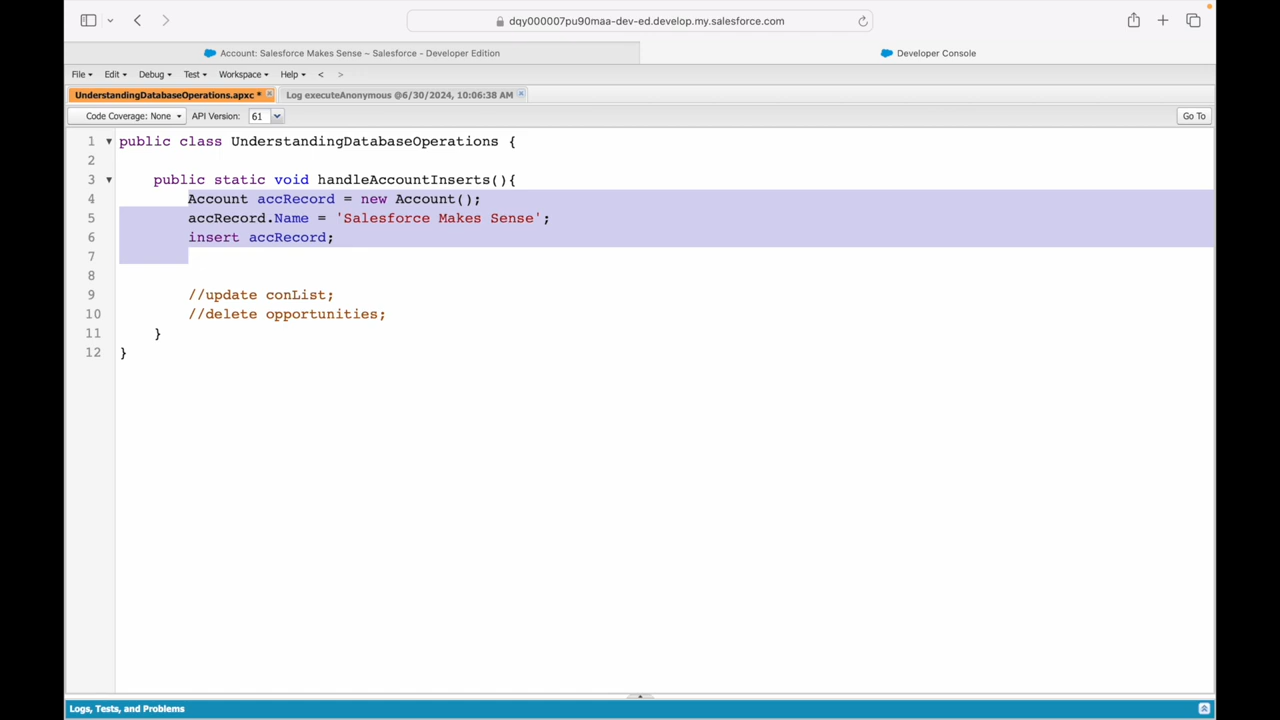 dqy000007pu90maa-dev-ed.develop.my.salesforce.com
Account: Salesforce Makes Sense ~ Salesforce - Developer Edition
Developer Console
File Edit Debug Test Workspace Help < >
UnderstandingDatabaseOperations.apxc * Log executeAnonymous @6/30/2024, 10:06:38 AM
Code Coverage: None API Version: 61 Go To
1 public class UnderstandingDatabaseOperations {
2
3 public static void handleAccountInserts(){
4 Account accRecord = new Account();
5 accRecord.Name = 'Salesforce Makes Sense';
6 insert accRecord;
7
8
9 //update conList;
10 //delete opportunities;
11 }
12 }
Logs, Tests, and Problems